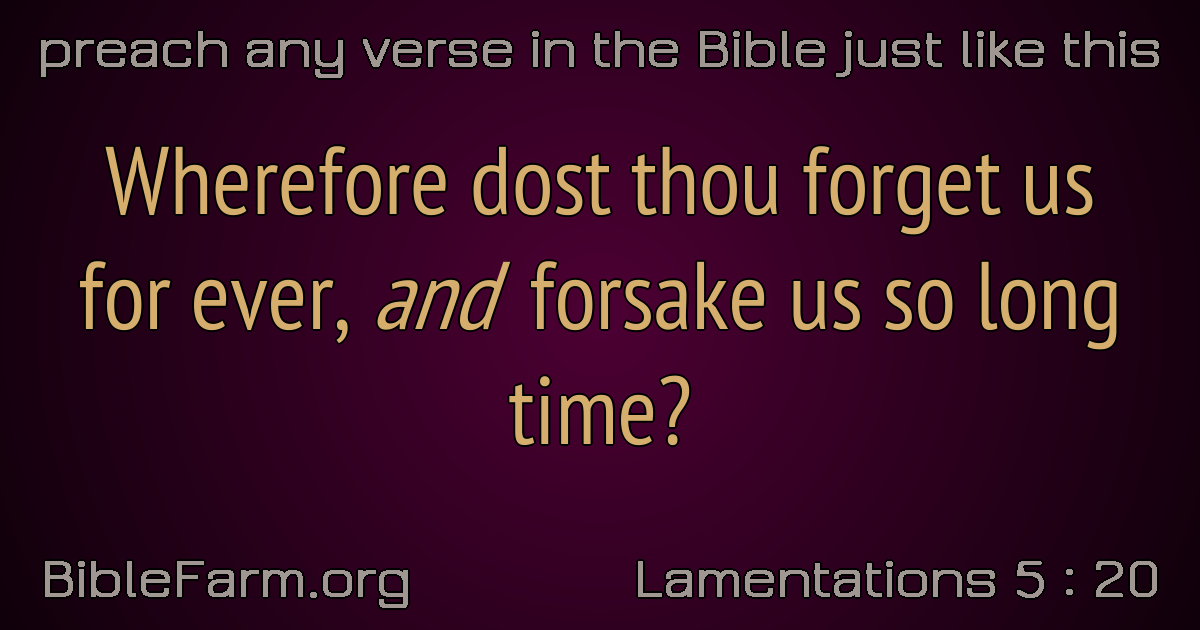 preach any verse in the Bible just like this
Wherefore dost thou forget us
for ever, and forsake us so long
time?
BibleFarm.org
Lamentations 5 : 20